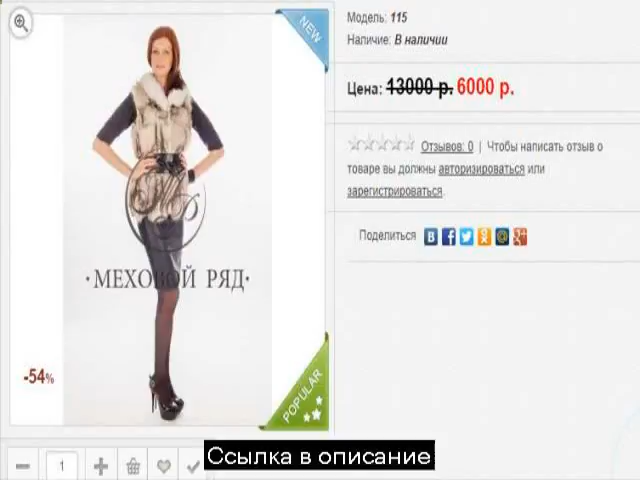 NEW
Модель: 115
Наличие: В наличии
Цена: 13000 р. 6000 р.
Отзывов: 0 | Чтобы написать отзыв о
товаре вы должны авторизироваться или
зарегистрироваться.
Поделиться
·МЕХОВОЙ РЯД·
-54%
POPULAR
1
Ссылка в описание